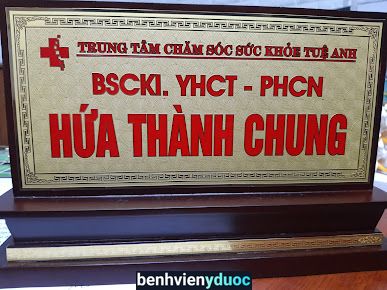 TRUNG TÂM CHĂM SÓC SỨC KHỎE TUỆ ANH
BSCKI. YHCT - PHCN
HỨA THÀNH CHUNG
benhvienyduoc